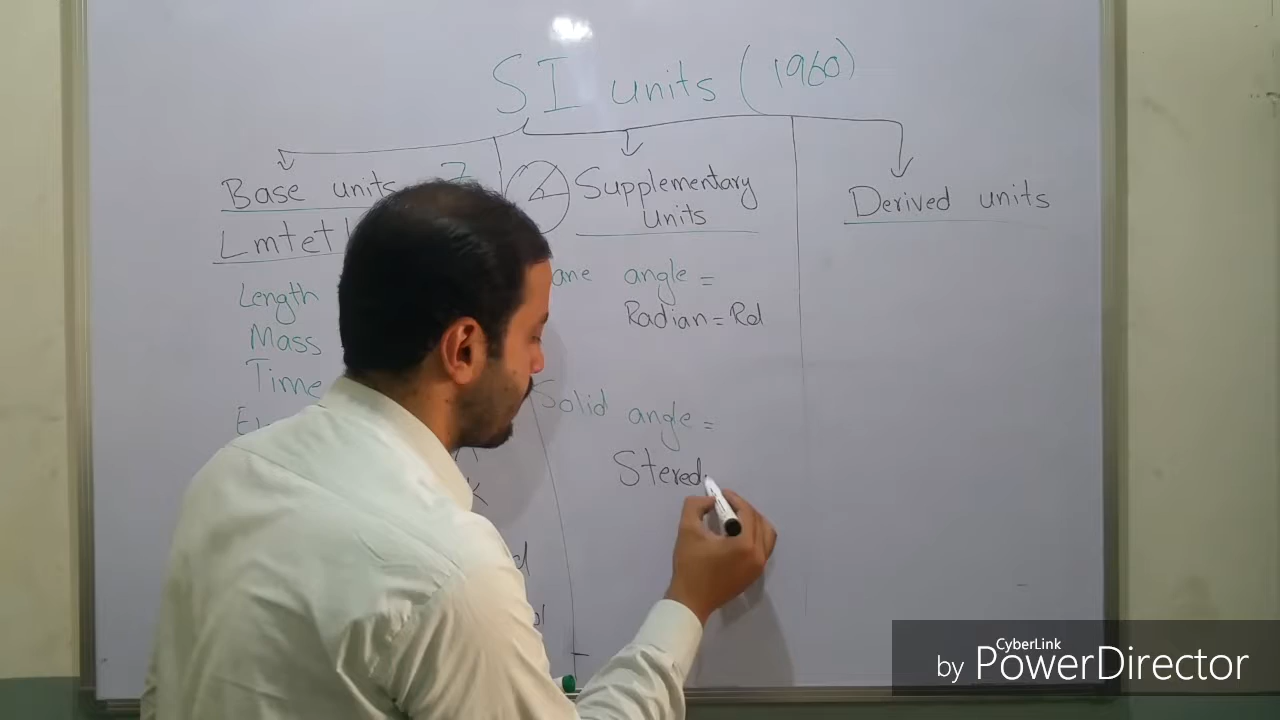 SI units (1960)
Base units 7
Lmtet
Length
Mass
Time
K
Supplementary
units
ane angle =
Radian = Rd
Solid angle =
Stered
Derived units
CyberLink
by PowerDirector